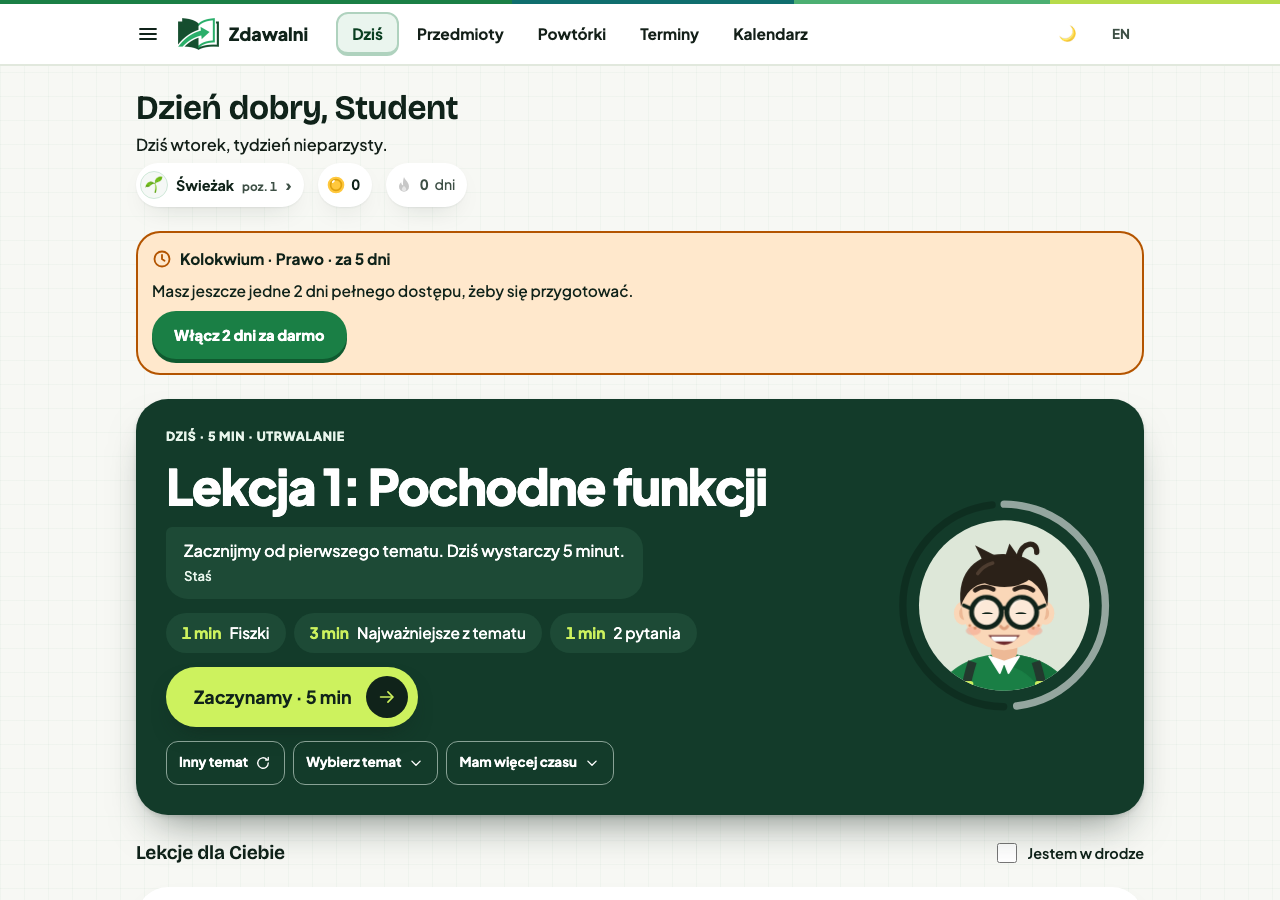 Zdawalni
Dziś
Przedmioty
Powtórki
Terminy
Kalendarz
EN
Dzień dobry, Student
Dziś wtorek, tydzień nieparzysty.
Świeżak poz. 1 ›
0
0 dni
Kolokwium · Prawo · za 5 dni
Masz jeszcze jedne 2 dni pełnego dostępu, żeby się przygotować.
Włącz 2 dni za darmo
DZIŚ · 5 MIN · UTRWALANIE
Lekcja 1: Pochodne funkcji
Zacznijmy od pierwszego tematu. Dziś wystarczy 5 minut.
Staś
1 min Fiszki
3 min Najważniejsze z tematu
1 min 2 pytania
Zaczynamy · 5 min
Inny temat
Wybierz temat
Mam więcej czasu
Lekcje dla Ciebie
Jestem w drodze